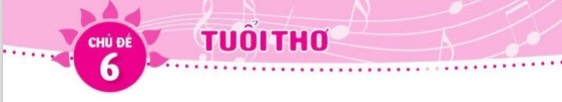 CHỦ ĐỀ
6
TUỔI THƠ